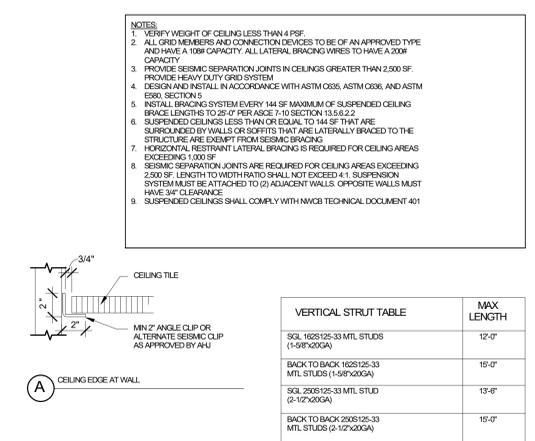 NOTES:
1. VERIFY WEIGHT OF CEILING LESS THAN 4 PSF.
2. ALL GRID MEMBERS AND CONNECTION DEVICES TO BE OF AN APPROVED TYPE
AND HAVE A 108# CAPACITY. ALL LATERAL BRACING WIRES TO HAVE A 200#
CAPACITY
3. PROVIDE SEISMIC SEPARATION JOINTS IN CEILINGS GREATER THAN 2,500 SF.
PROVIDE HEAVY DUTY GRID SYSTEM
4. DESIGN AND INSTALL IN ACCORDANCE WITH ASTM C635, ASTM C636, AND ASTM
E580, SECTION 5
5. INSTALL BRACING SYSTEM EVERY 144 SF MAXIMUM OF SUSPENDED CEILING
BRACE LENGTHS TO 25'-0" PER ASCE 7-10 SECTION 13.5.6.2.2
6. SUSPENDED CEILINGS LESS THAN OR EQUAL TO 144 SF THAT ARE
SURROUNDED BY WALLS OR SOFFITS THAT ARE LATERALLY BRACED TO THE
STRUCTURE ARE EXEMPT FROM SEISMIC BRACING
7. HORIZONTAL RESTRAINT LATERAL BRACING IS REQUIRED FOR CEILING AREAS
EXCEEDING 1,000 SF
8. SEISMIC SEPARATION JOINTS ARE REQUIRED FOR CEILING AREAS EXCEEDING
2,500 SF. LENGTH TO WIDTH RATIO SHALL NOT EXCEED 4:1. SUSPENSION
SYSTEM MUST BE ATTACHED TO (2) ADJACENT WALLS. OPPOSITE WALLS MUST
HAVE 3/4" CLEARANCE
9. SUSPENDED CEILINGS SHALL COMPLY WITH NWCB TECHNICAL DOCUMENT 401
3/4"
CEILING TILE
2"
2"
MIN 2" ANGLE CLIP OR
ALTERNATE SEISMIC CLIP
AS APPROVED BY AHJ
A CEILING EDGE AT WALL
VERTICAL STRUT TABLE MAX
LENGTH
SGL 162S125-33 MTL STUDS 12'-0"
(1-5/8"x20GA)
BACK TO BACK 162S125-33 15'-0"
MTL STUDS (1-5/8"x20GA)
SGL 250S125-33 MTL STUD 13'-6"
(2-1/2"x20GA)
BACK TO BACK 250S125-33 15'-0"
MTL STUDS (2-1/2"x20GA)